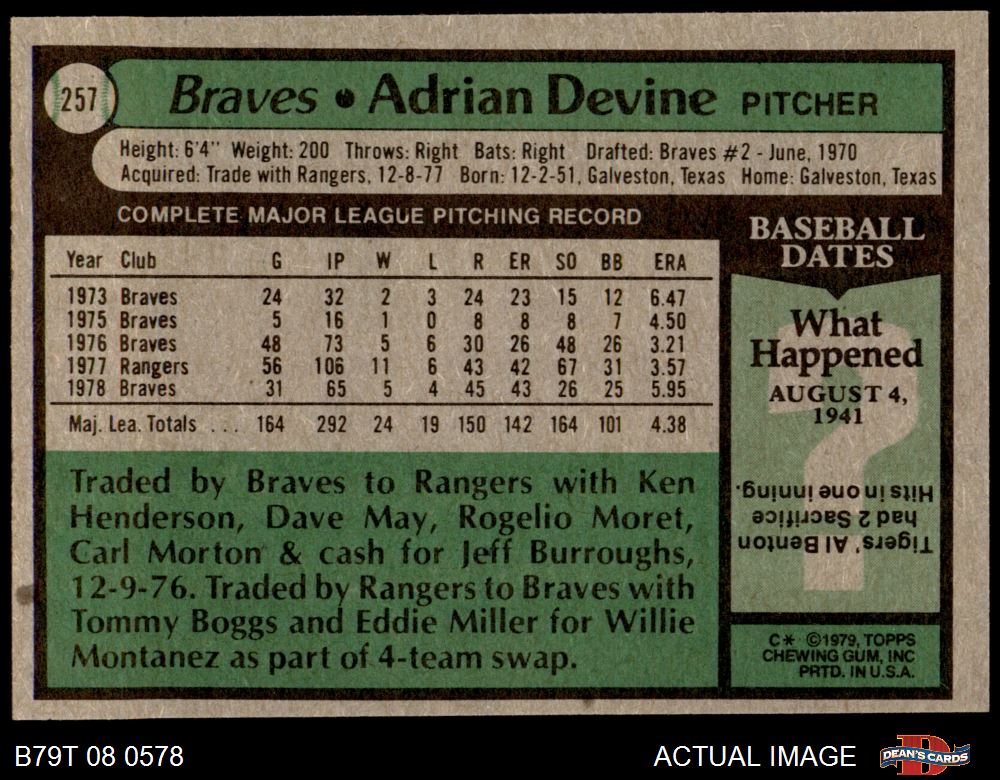 257
Braves • Adrian Devine PITCHER
Height: 6'4" Weight: 200 Throws: Right Bats: Right Drafted: Braves #2 - June, 1970
Acquired: Trade with Rangers, 12-8-77 Born: 12-2-51, Galveston, Texas Home: Galveston, Texas
COMPLETE MAJOR LEAGUE PITCHING RECORD
Year Club G IP W L R ER SO BB ERA
1973 Braves 24 32 2 3 24 23 15 12 6.47
1975 Braves 5 16 1 0 8 8 8 7 4.50
1976 Braves 48 73 5 6 30 26 48 26 3.21
1977 Rangers 56 106 11 6 43 42 67 31 3.57
1978 Braves 31 65 5 4 45 43 26 25 5.95
Maj. Lea. Totals ... 164 292 24 19 150 142 164 101 4.38
Traded by Braves to Rangers with Ken
Henderson, Dave May, Rogelio Moret,
Carl Morton & cash for Jeff Burroughs,
12-9-76. Traded by Rangers to Braves with
Tommy Boggs and Eddie Miller for Willie
Montanez as part of 4-team swap.
BASEBALL
DATES
What
Happened
AUGUST 4,
1941
?
Tigers' Al Benton
had 2 Sacrifice
Hits in one inning.
C* ©1979, TOPPS
CHEWING GUM, INC
PRTD. IN U.S.A.
B79T 08 0578
ACTUAL IMAGE
D
DEAN'S CARDS